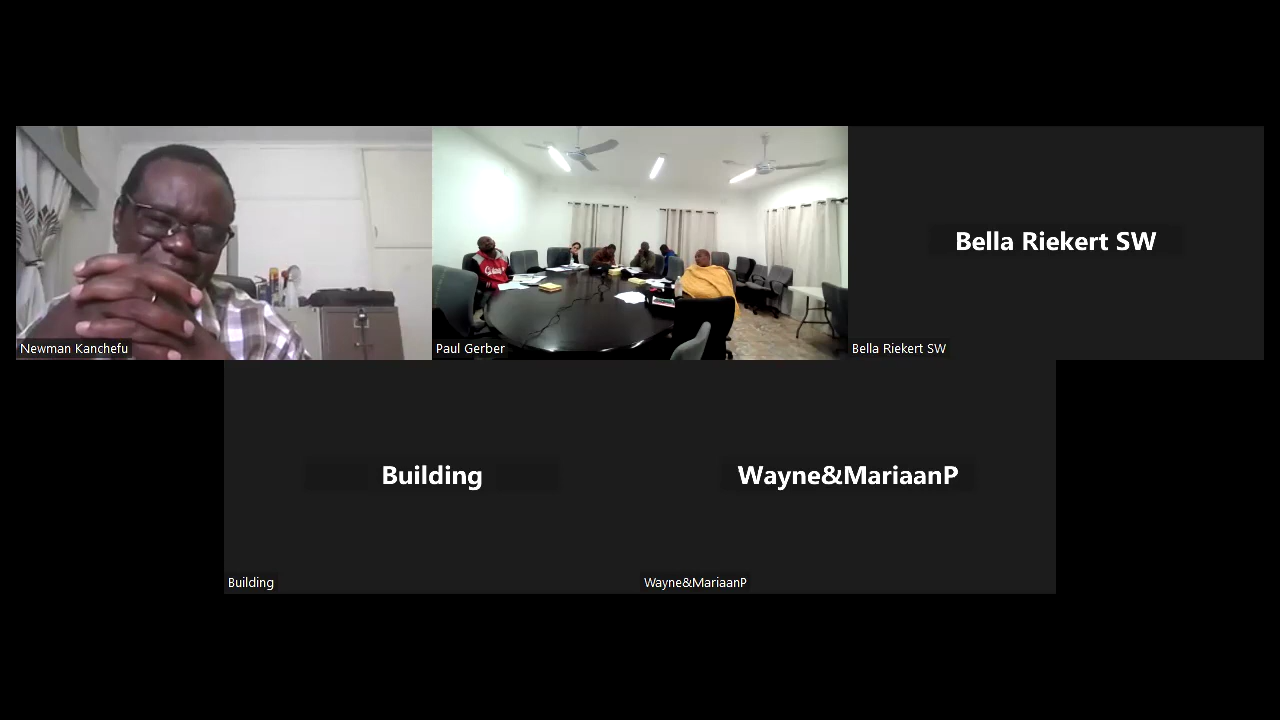 Newman Kanchefu
Paul Gerber
Bella Riekert SW
Bella Riekert SW
Building
Wayne&MariaanP
Building
Wayne&MariaanP